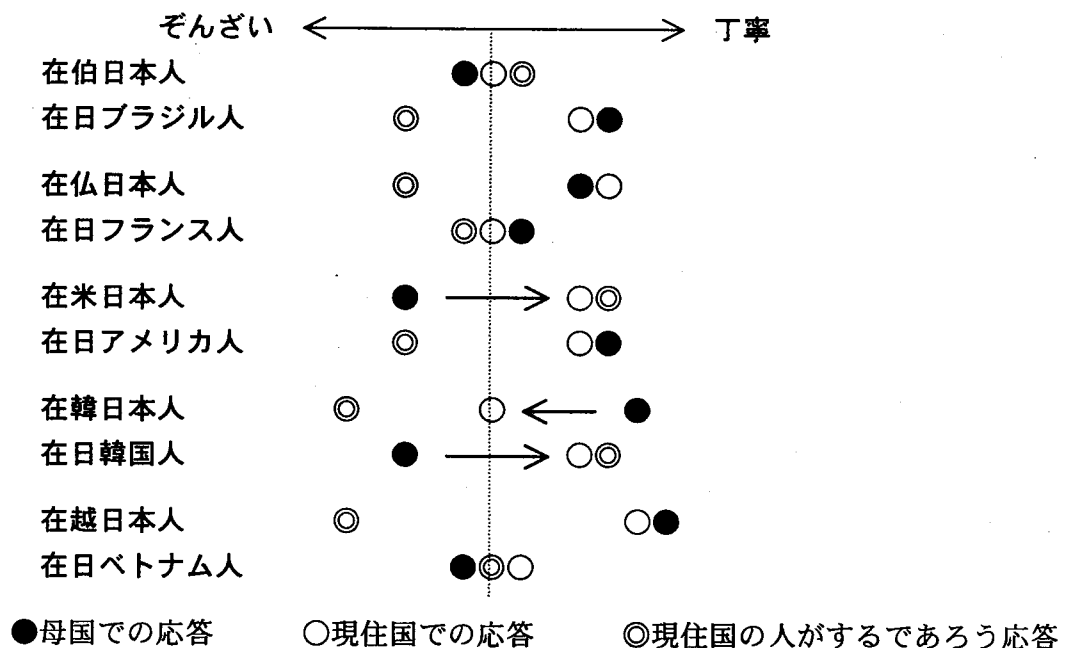 ぞんざい 丁寧
在伯日本人
在日ブラジル人
在仏日本人
在日フランス人
在米日本人
在日アメリカ人
在韓日本人
在日韓国人
在越日本人
在日ベトナム人
●母国での応答 ○現住国での応答 ◎現住国の人がするであろう応答